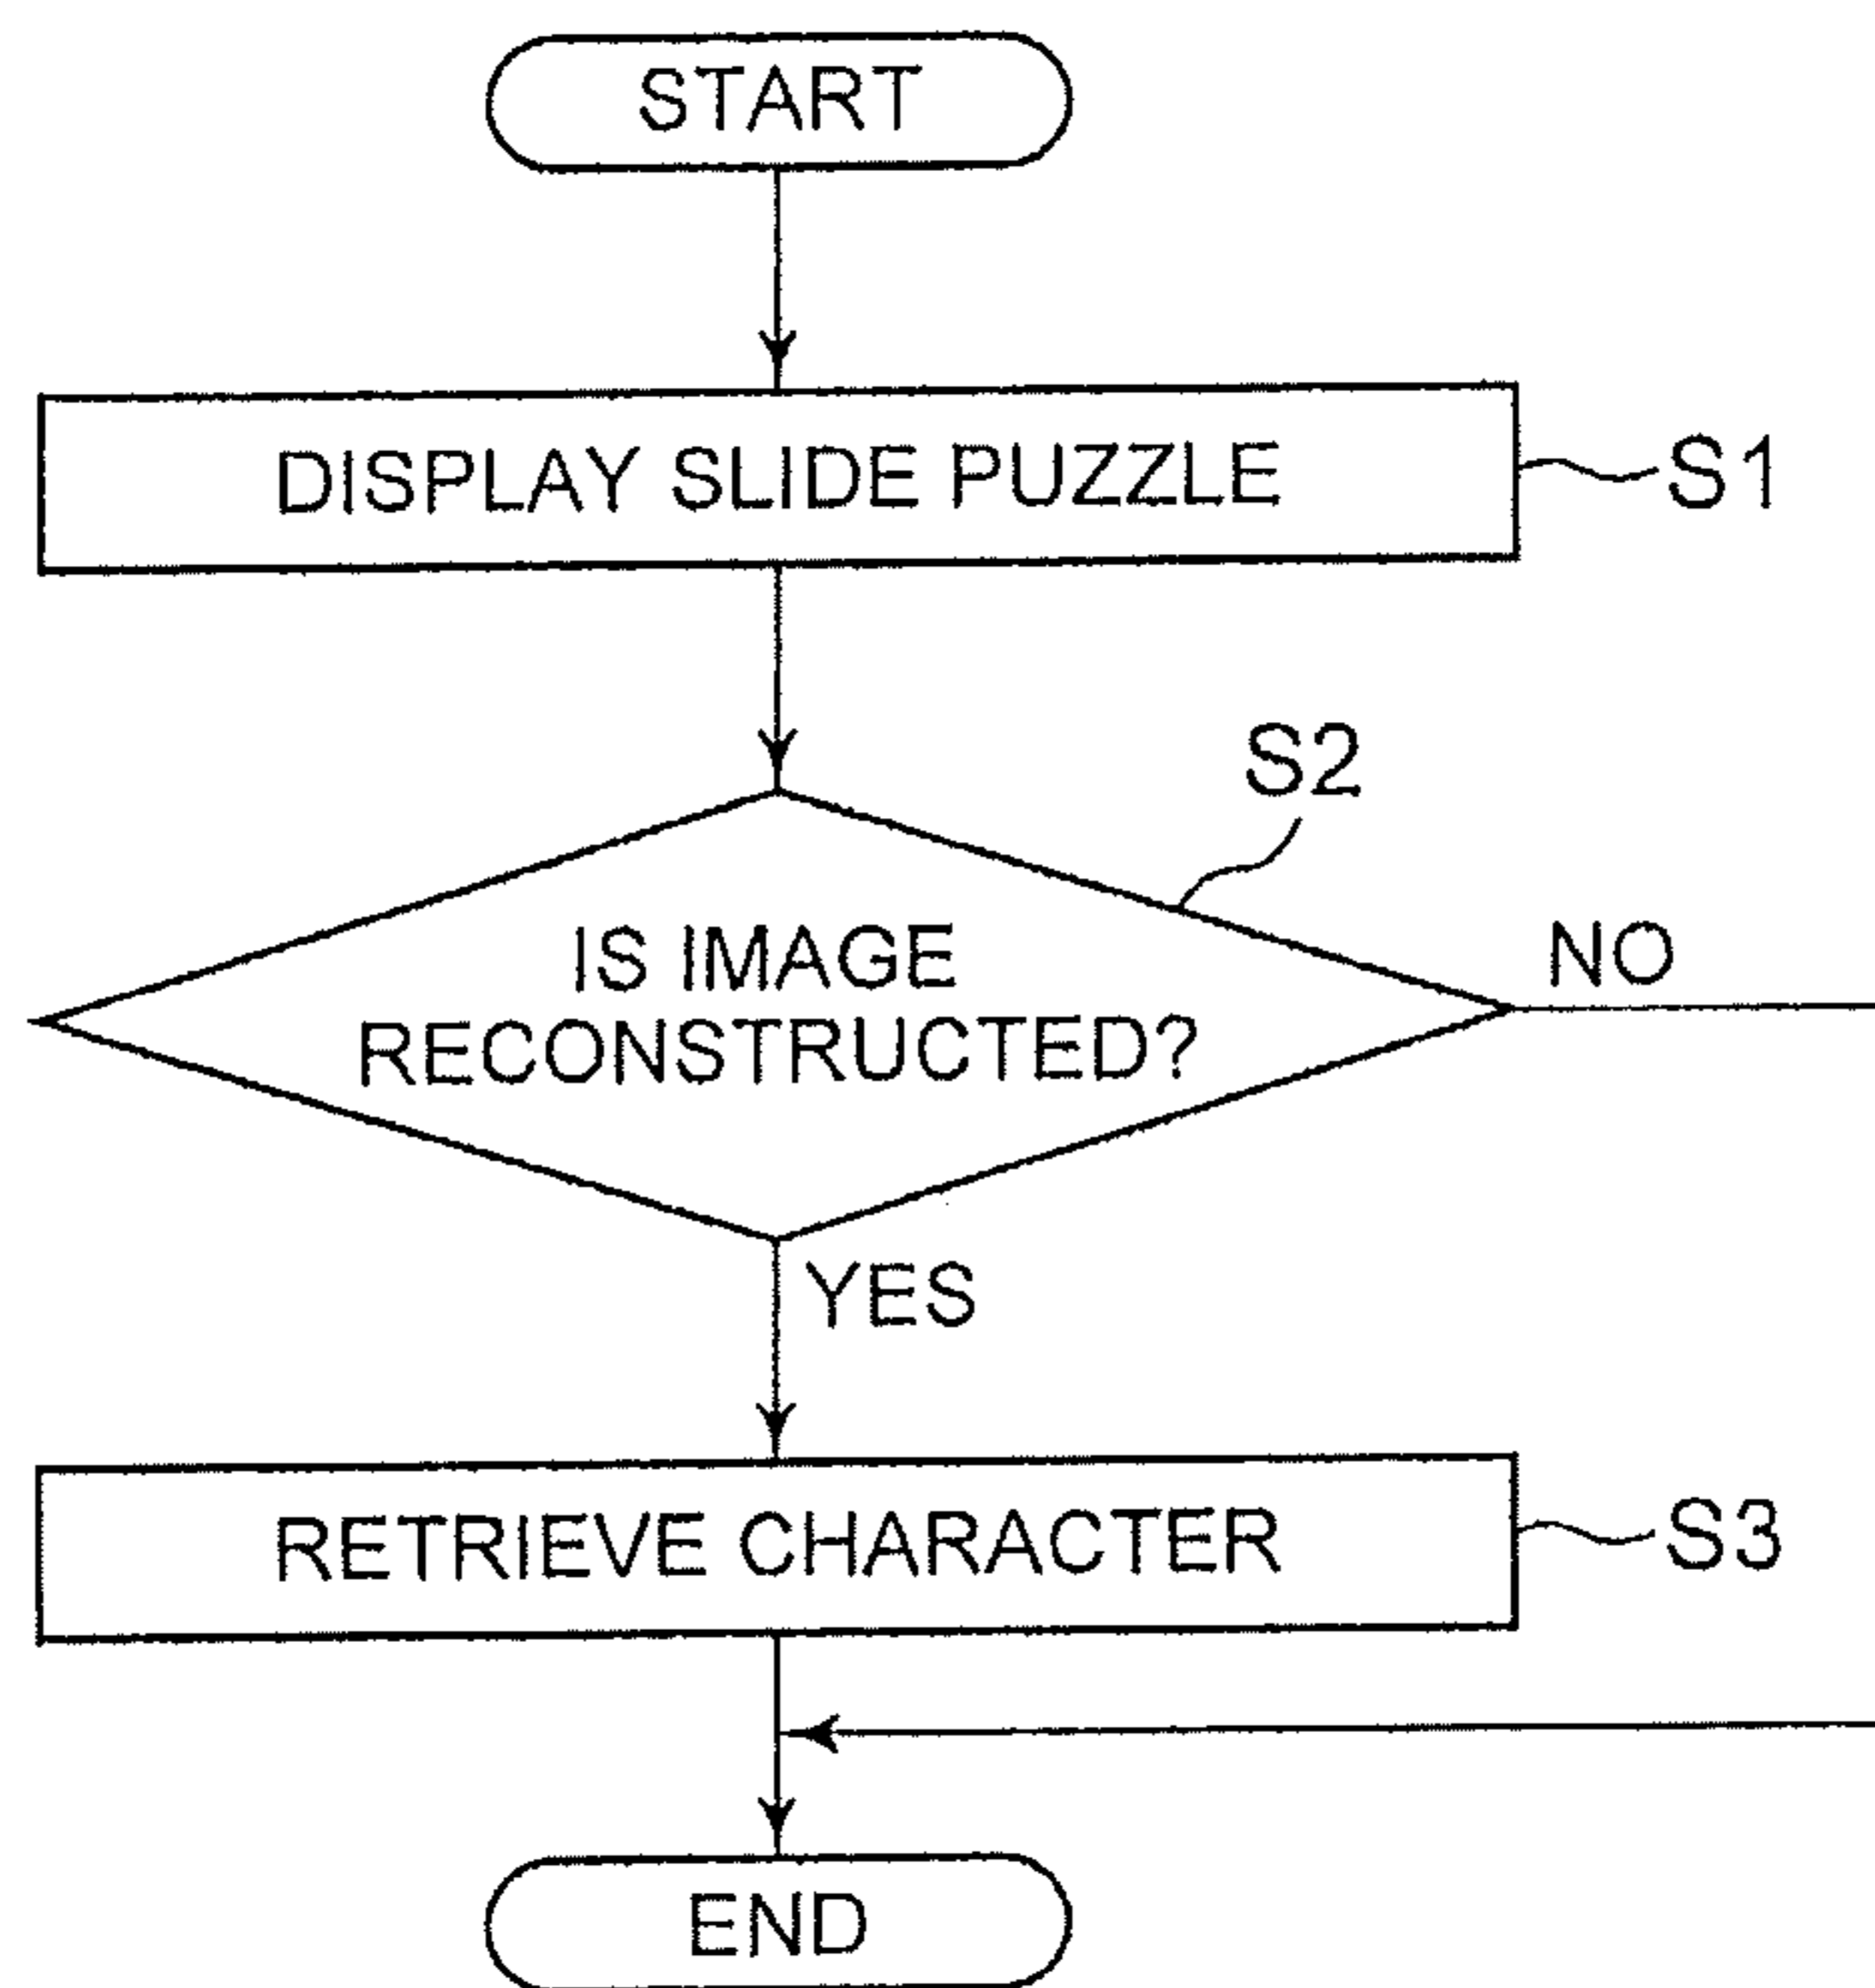 START
DISPLAY SLIDE PUZZLE
S1
S2
IS IMAGE
RECONSTRUCTED?
NO
YES
RETRIEVE CHARACTER
S3
END